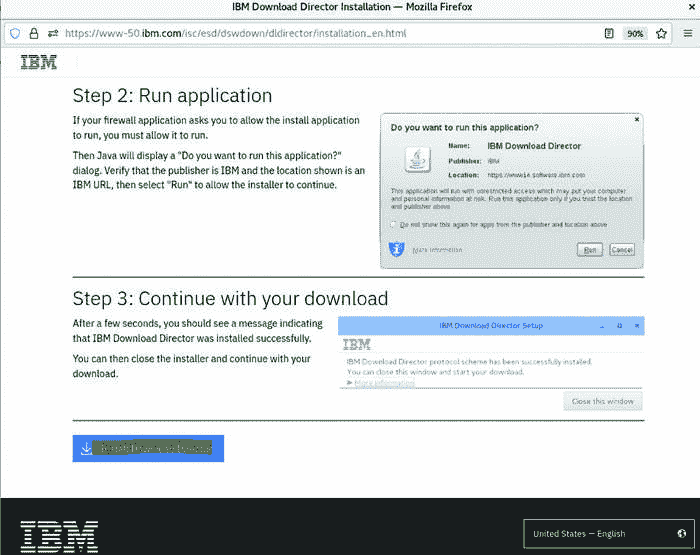 IBM Download Director Installation — Mozilla Firefox
https://www-50.ibm.com/isc/esd/dswdown/dldirector/installation_en.html
90%
IBM
Step 2: Run application
If your firewall application asks you to allow the install application
to run, you must allow it to run.
Then Java will display a "Do you want to run this application?"
dialog. Verify that the publisher is IBM and the location shown is an
IBM URL, then select "Run" to allow the installer to continue.
Do you want to run this application?
Name: IBM Download Director
Publisher: IBM
Location:
This application will run with unrestricted access which may put your computer
and personal information at risk. Run this application only if you trust the location
and publisher above
Do not show this again for apps from the publisher and location above
More Information
Run
Cancel
Step 3: Continue with your download
After a few seconds, you should see a message indicating
that IBM Download Director was installed successfully.
You can then close the installer and continue with your
download.
IBM Download Director Setup
IBM
IBM Download Director protocol scheme has been successfully installed.
You can close this window and start your download.
More information
Close this window
IBM
United States — English